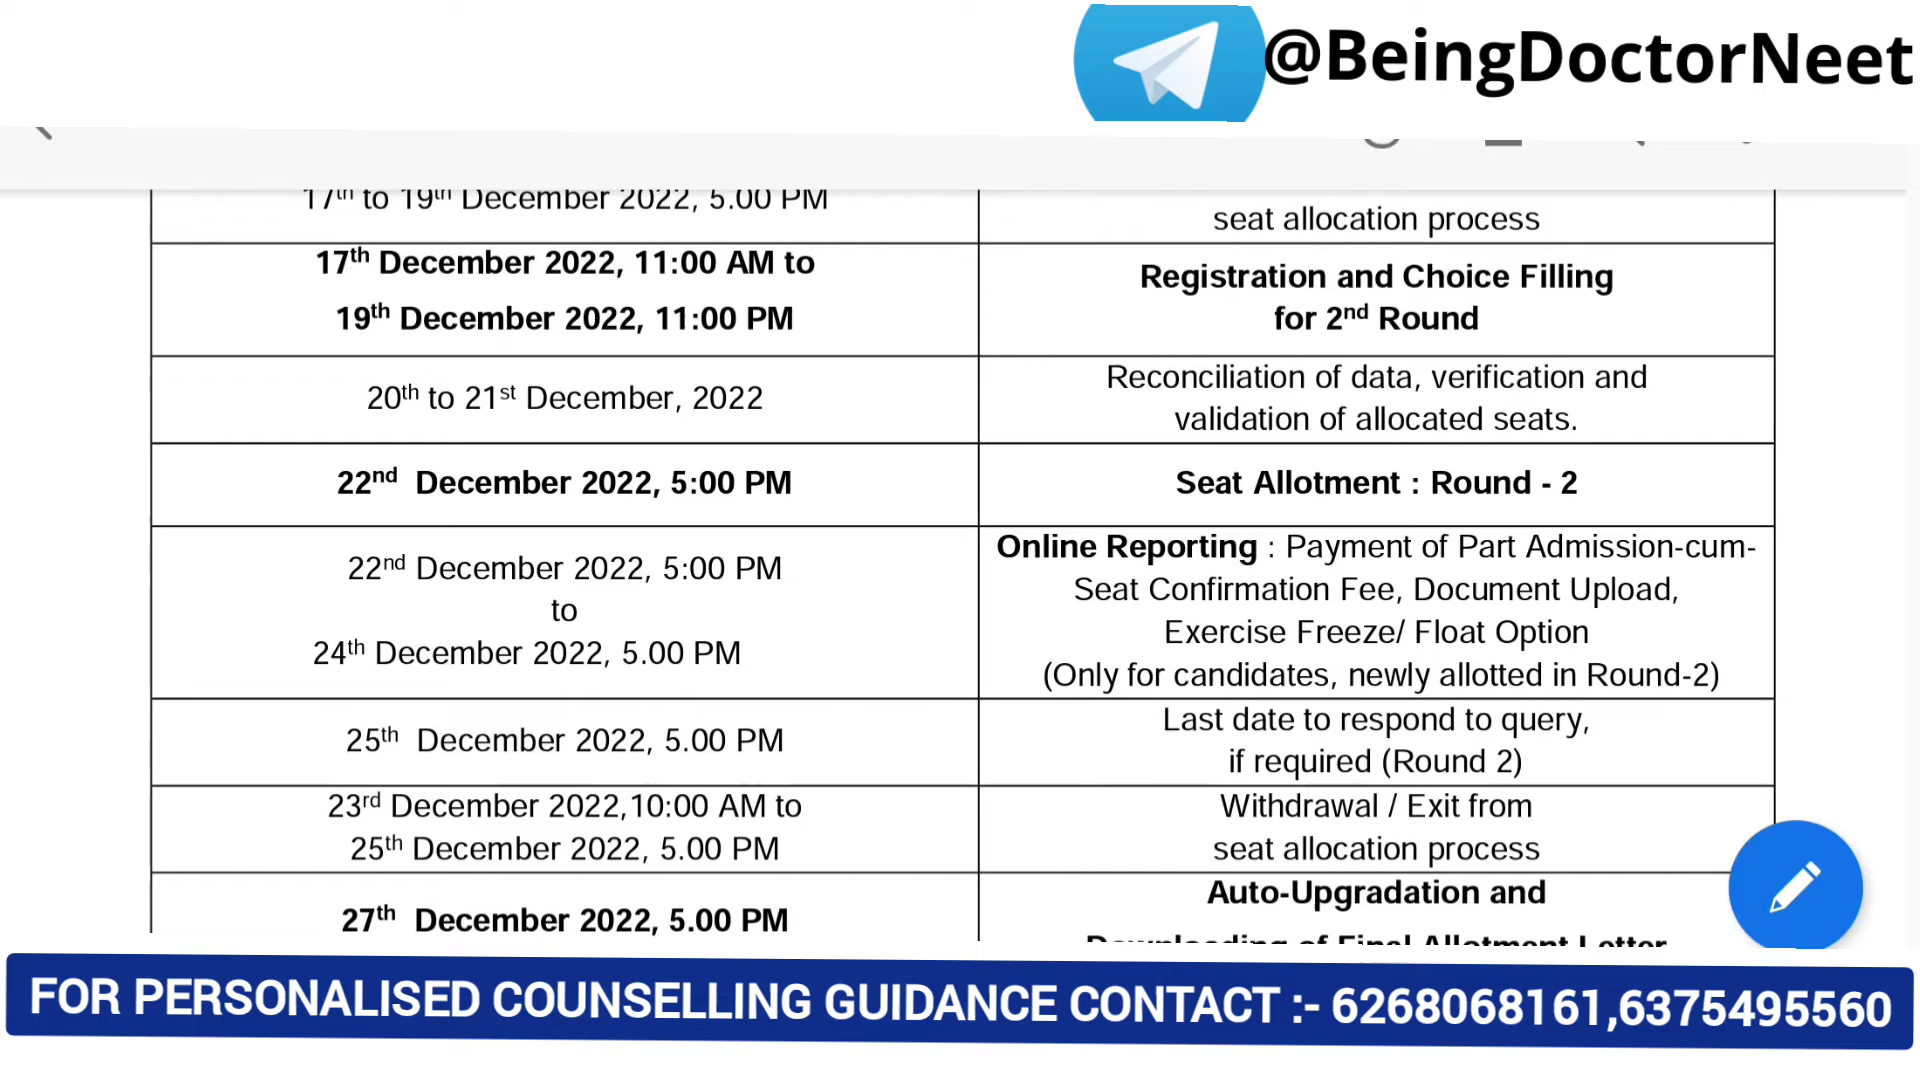 @BeingDoctorNeet
17th to 19th December 2022, 5.00 PM
seat allocation process
17th December 2022, 11:00 AM to
19th December 2022, 11:00 PM
Registration and Choice Filling
for 2nd Round
20th to 21st December, 2022
Reconciliation of data, verification and
validation of allocated seats.
22nd December 2022, 5:00 PM
Seat Allotment : Round - 2
22nd December 2022, 5:00 PM
to
24th December 2022, 5.00 PM
Online Reporting : Payment of Part Admission-cum-
Seat Confirmation Fee, Document Upload,
Exercise Freeze/ Float Option
(Only for candidates, newly allotted in Round-2)
25th December 2022, 5.00 PM
Last date to respond to query,
if required (Round 2)
23rd December 2022,10:00 AM to
25th December 2022, 5.00 PM
Withdrawal / Exit from
seat allocation process
27th December 2022, 5.00 PM
Auto-Upgradation and
Downloading of Final Allotment Letter
FOR PERSONALISED COUNSELLING GUIDANCE CONTACT :- 6268068161,6375495560